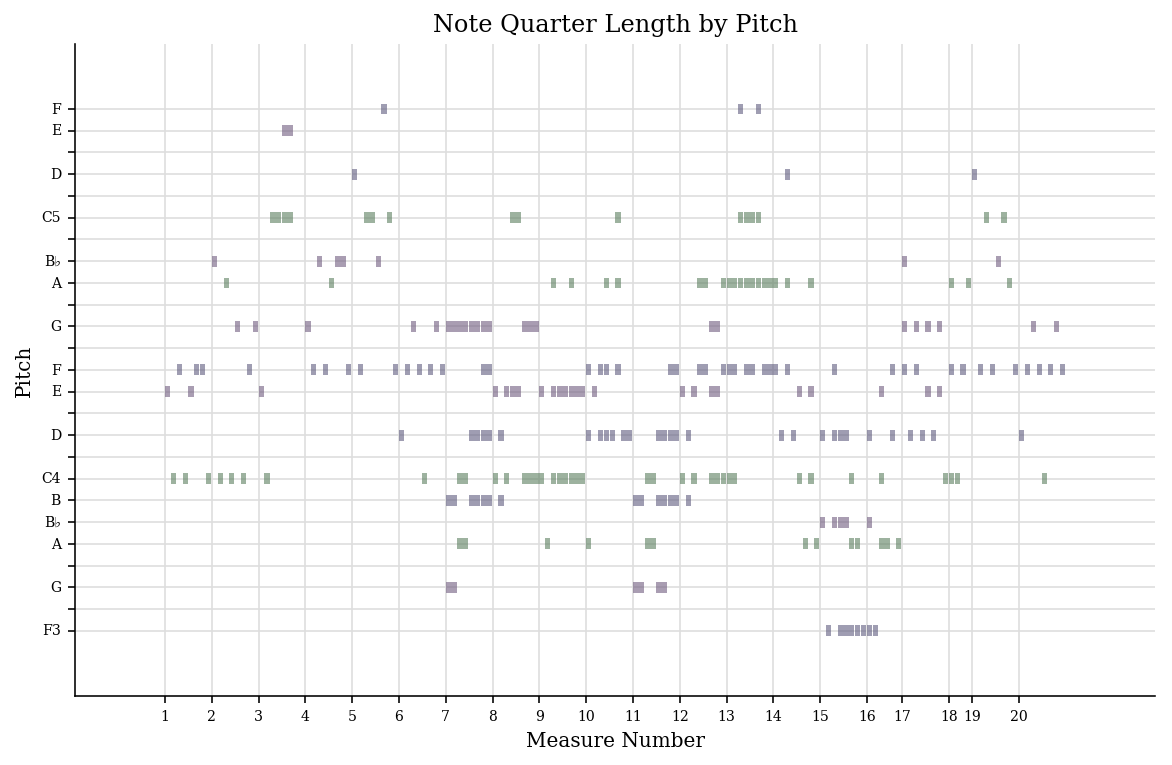 Note Quarter Length by Pitch
F
E
D
C5
B♭
A
G
F
E
D
C4
B
B♭
A
G
F3
Pitch
1 2 3 4 5 6 7 8 9 10 11 12 13 14 15 16 17 18 19 20
Measure Number